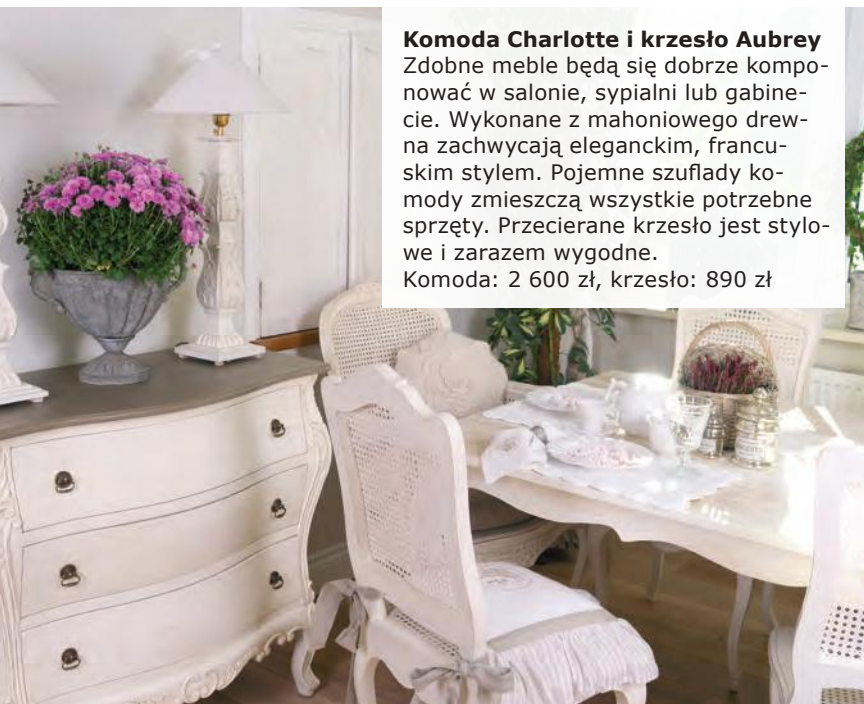 Komoda Charlotte i krzesło Aubrey
Zdobne meble będą się dobrze kompo-
nować w salonie, sypialni lub gabine-
cie. Wykonane z mahoniowego drew-
na zachwycają eleganckim, francu-
skim stylem. Pojemne szuflady ko-
mody zmieszczą wszystkie potrzebne
sprzęty. Przecierane krzesło jest stylo-
we i zarazem wygodne.
Komoda: 2 600 zł, krzesło: 890 zł